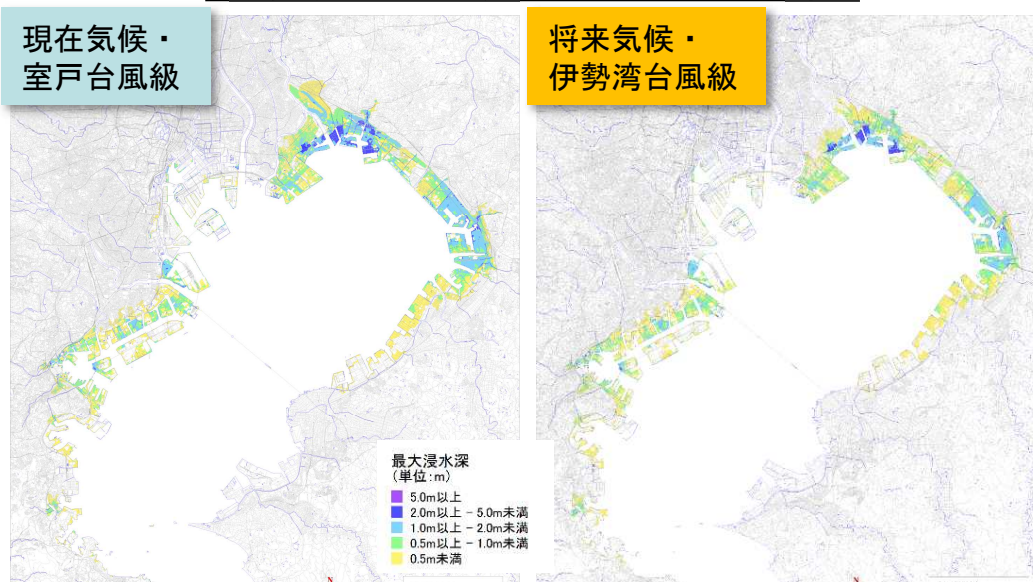 現在気候・
室戸台風級
将来気候・
伊勢湾台風級
最大浸水深
(単位:m)
5.0m以上
2.0m以上 − 5.0m未満
1.0m以上 − 2.0m未満
0.5m以上 − 1.0m未満
0.5m未満
N
N